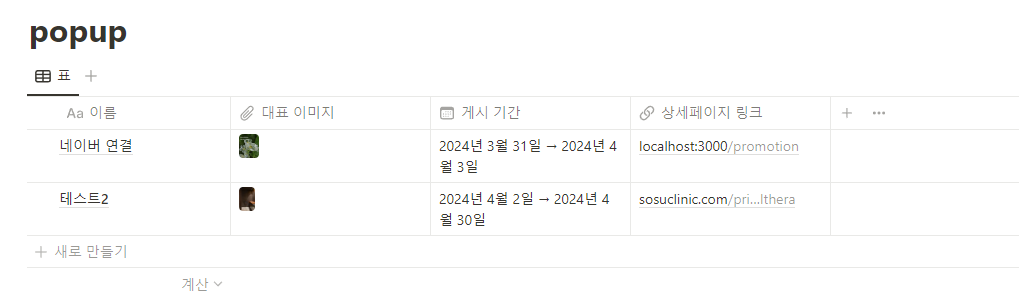 popup
표
Aa 이름
대표 이미지
게시 기간
상세페이지 링크
네이버 연결
2024년 3월 31일 → 2024년 4
월 3일
localhost:3000/promotion
테스트2
2024년 4월 2일 → 2024년 4
월 30일
sosuclinic.com/pri...lthera
+ 새로 만들기
계산